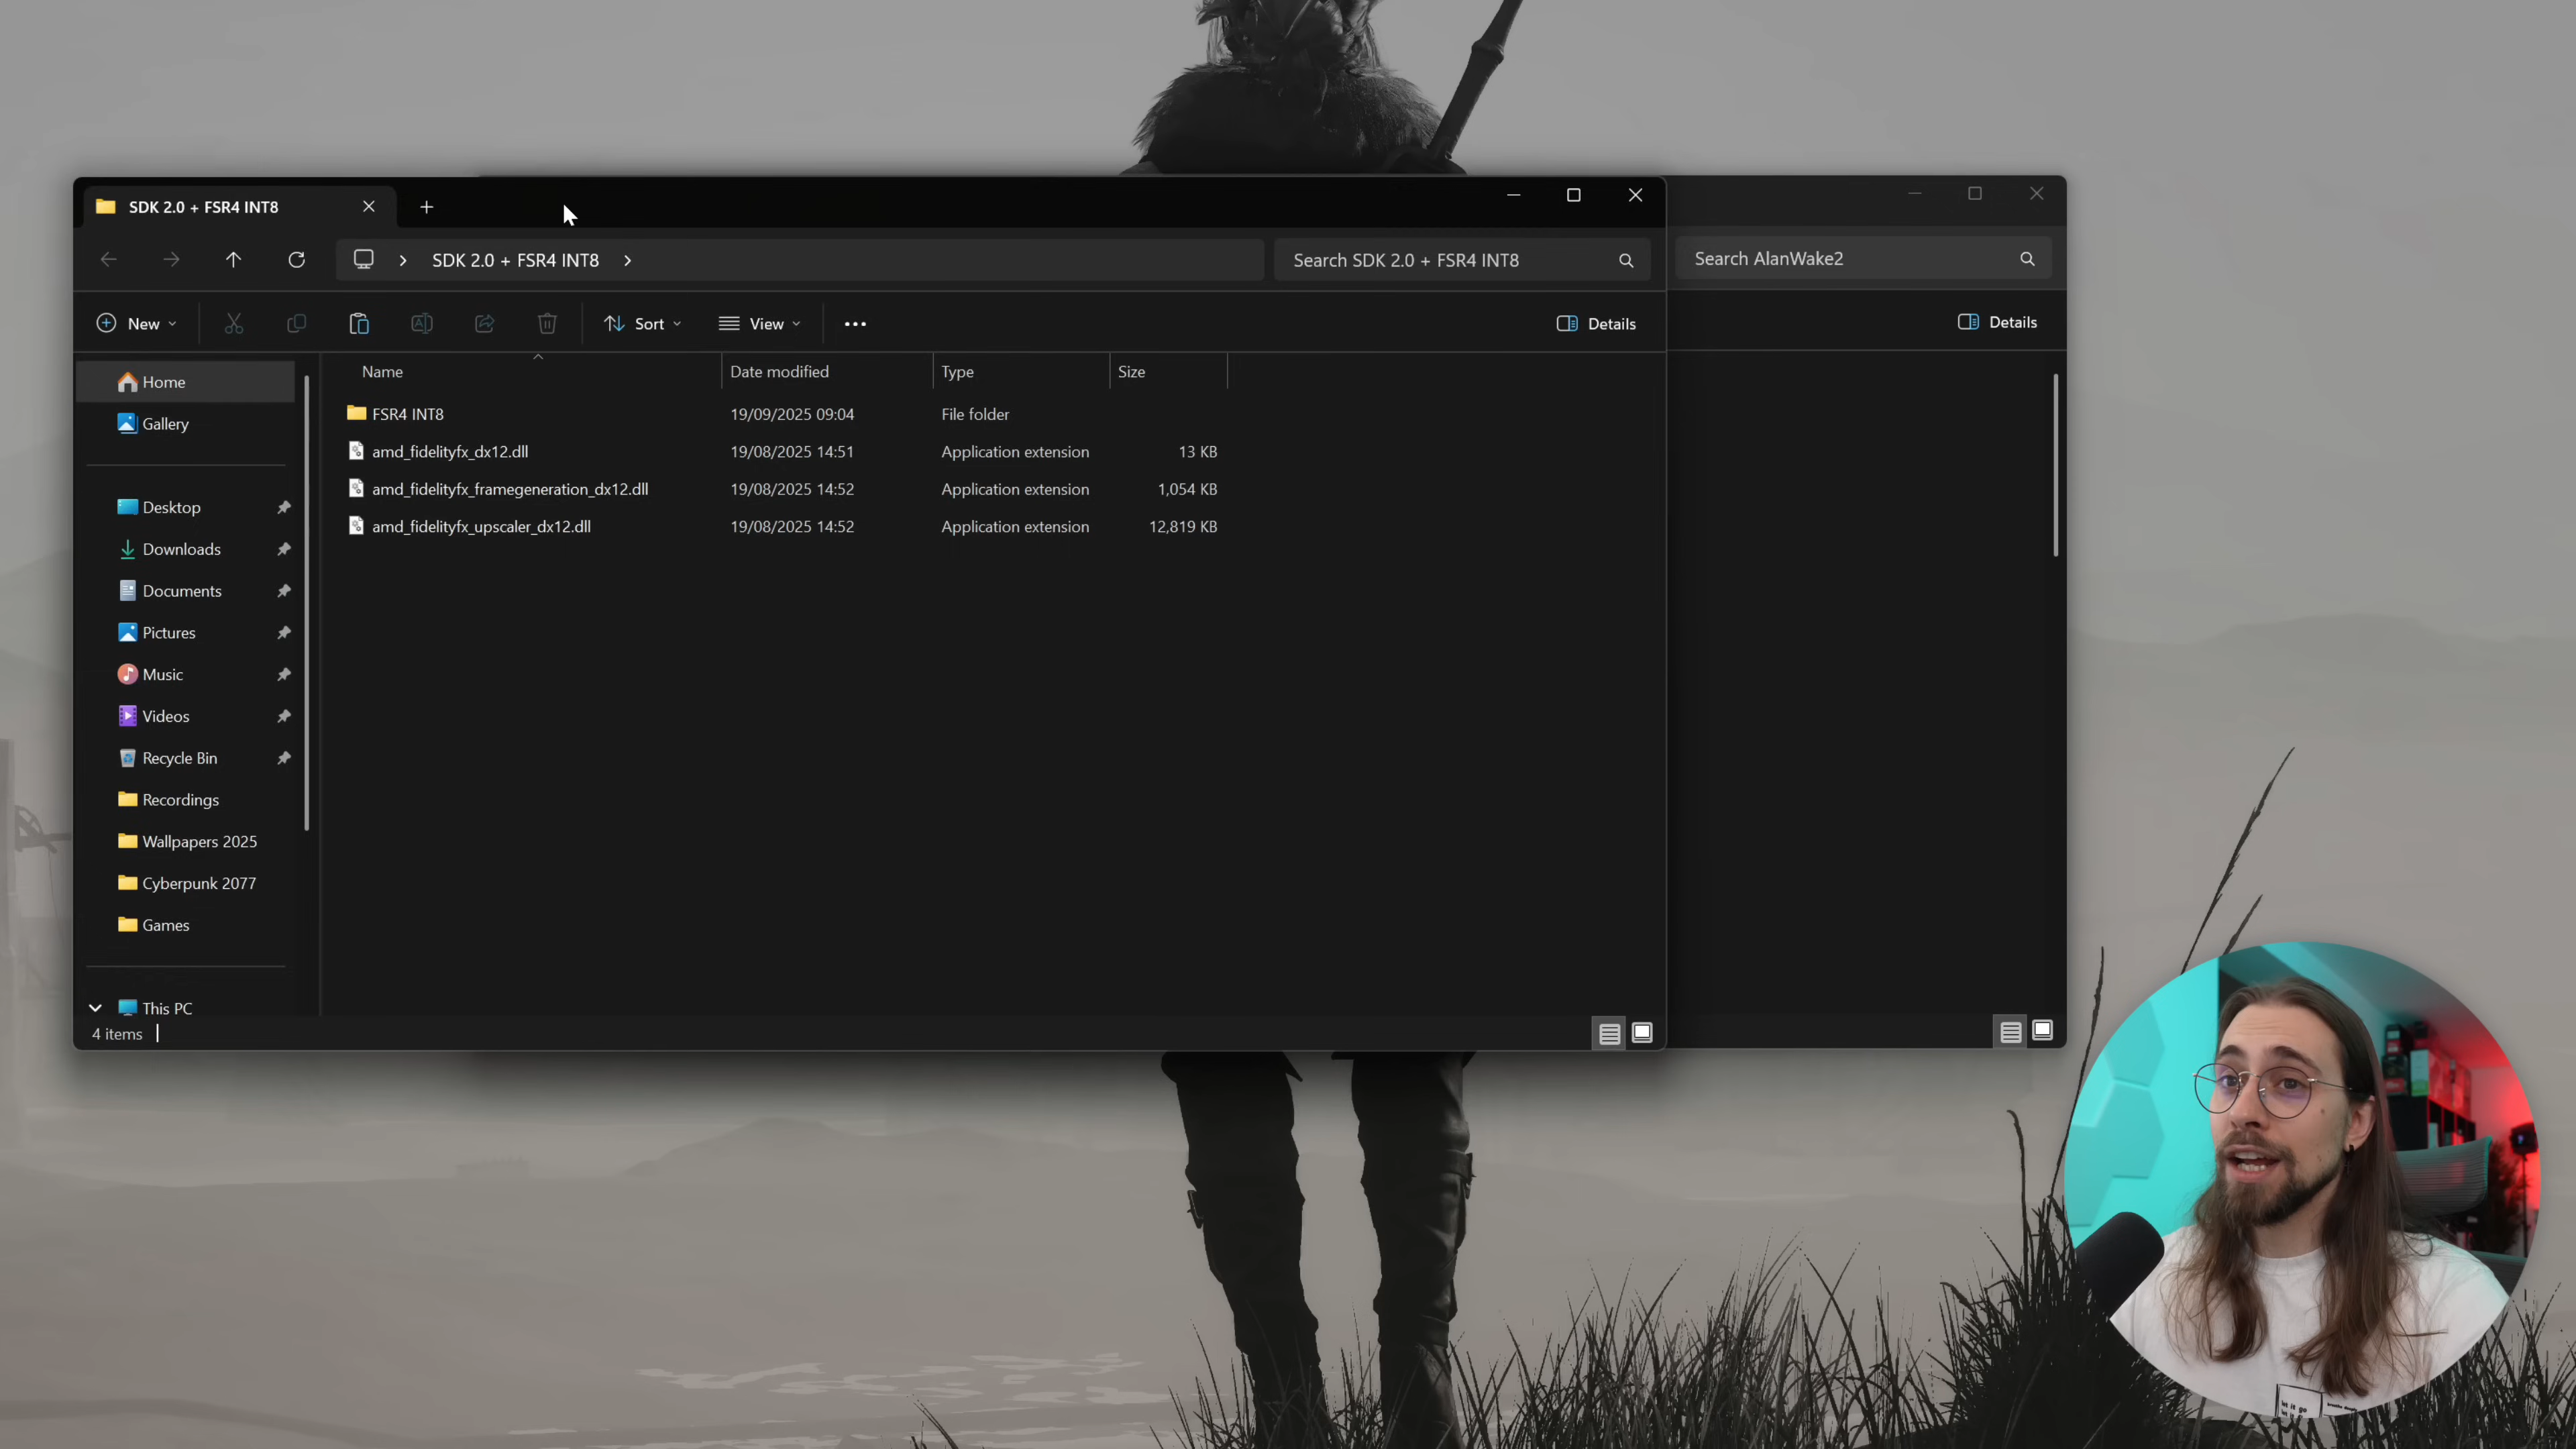 SDK 2.0 + FSR4 INT8
SDK 2.0 + FSR4 INT8
Search SDK 2.0 + FSR4 INT8
Search AlanWake2
New
Sort
View
Details
Details
Name
Date modified
Type
Size
FSR4 INT8
19/09/2025 09:04
File folder
amd_fidelityfx_dx12.dll
19/08/2025 14:51
Application extension
13 KB
amd_fidelityfx_framegeneration_dx12.dll
19/08/2025 14:52
Application extension
1,054 KB
amd_fidelityfx_upscaler_dx12.dll
19/08/2025 14:52
Application extension
12,819 KB
Home
Gallery
Desktop
Downloads
Documents
Pictures
Music
Videos
Recycle Bin
Recordings
Wallpapers 2025
Cyberpunk 2077
Games
This PC
4 items
let it go